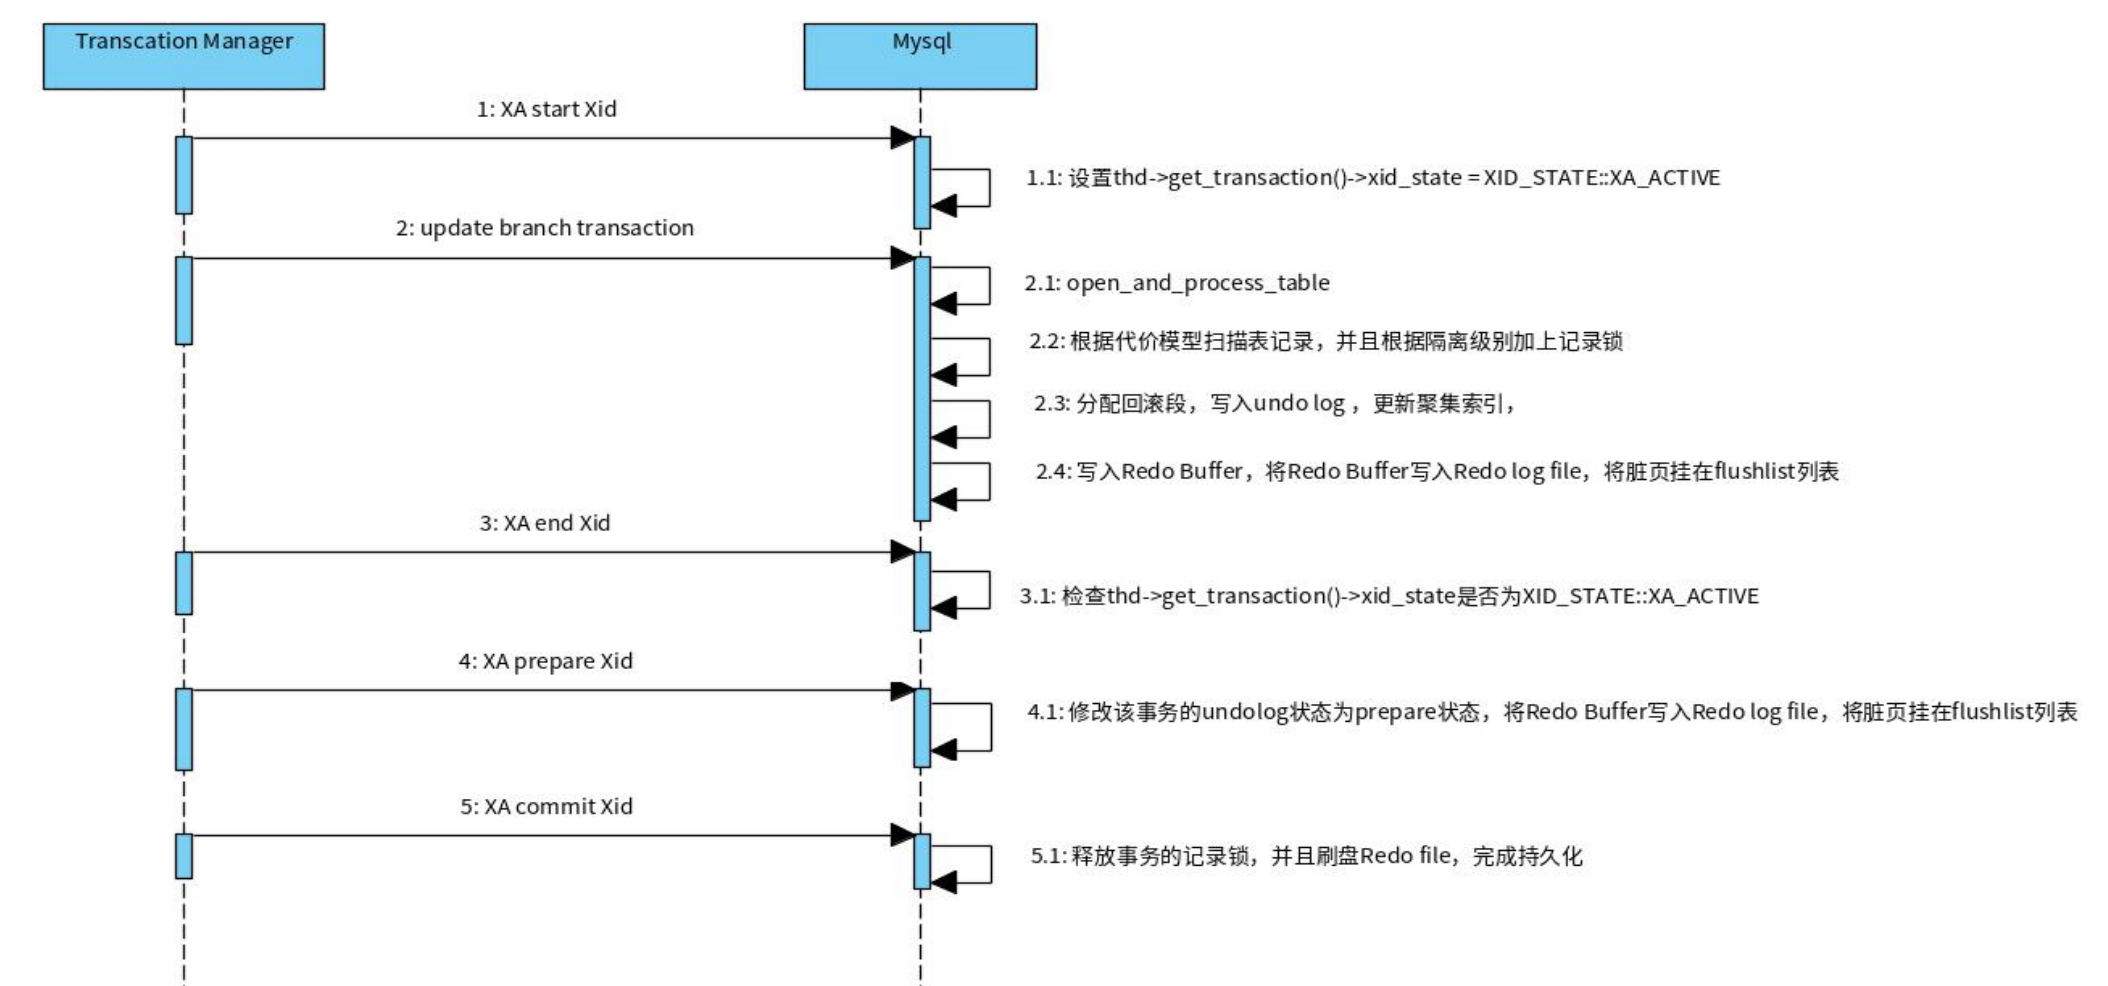 Transcation Manager
Mysql
1: XA start Xid
1.1: 设置thd->get_transaction()->xid_state = XID_STATE::XA_ACTIVE
2: update branch transaction
2.1: open_and_process_table
2.2: 根据代价模型扫描表记录，并且根据隔离级别加上记录锁
2.3: 分配回滚段，写入undo log ，更新聚集索引，
2.4: 写入Redo Buffer，将Redo Buffer写入Redo log file，将脏页挂在flushlist列表
3: XA end Xid
3.1: 检查thd->get_transaction()->xid_state是否为XID_STATE::XA_ACTIVE
4: XA prepare Xid
4.1: 修改该事务的undolog状态为prepare状态，将Redo Buffer写入Redo log file，将脏页挂在flushlist列表
5: XA commit Xid
5.1: 释放事务的记录锁，并且刷盘Redo file，完成持久化